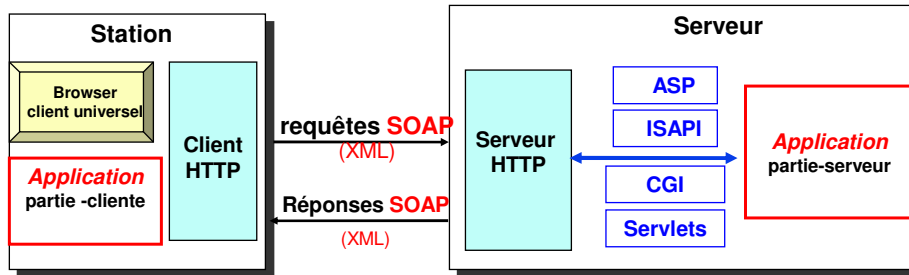 Station
Browser
client universel
Application
partie -cliente
Client
HTTP
requêtes SOAP
(XML)
Réponses SOAP
(XML)
Serveur
Serveur
HTTP
ASP
ISAPI
CGI
Servlets
Application
partie-serveur